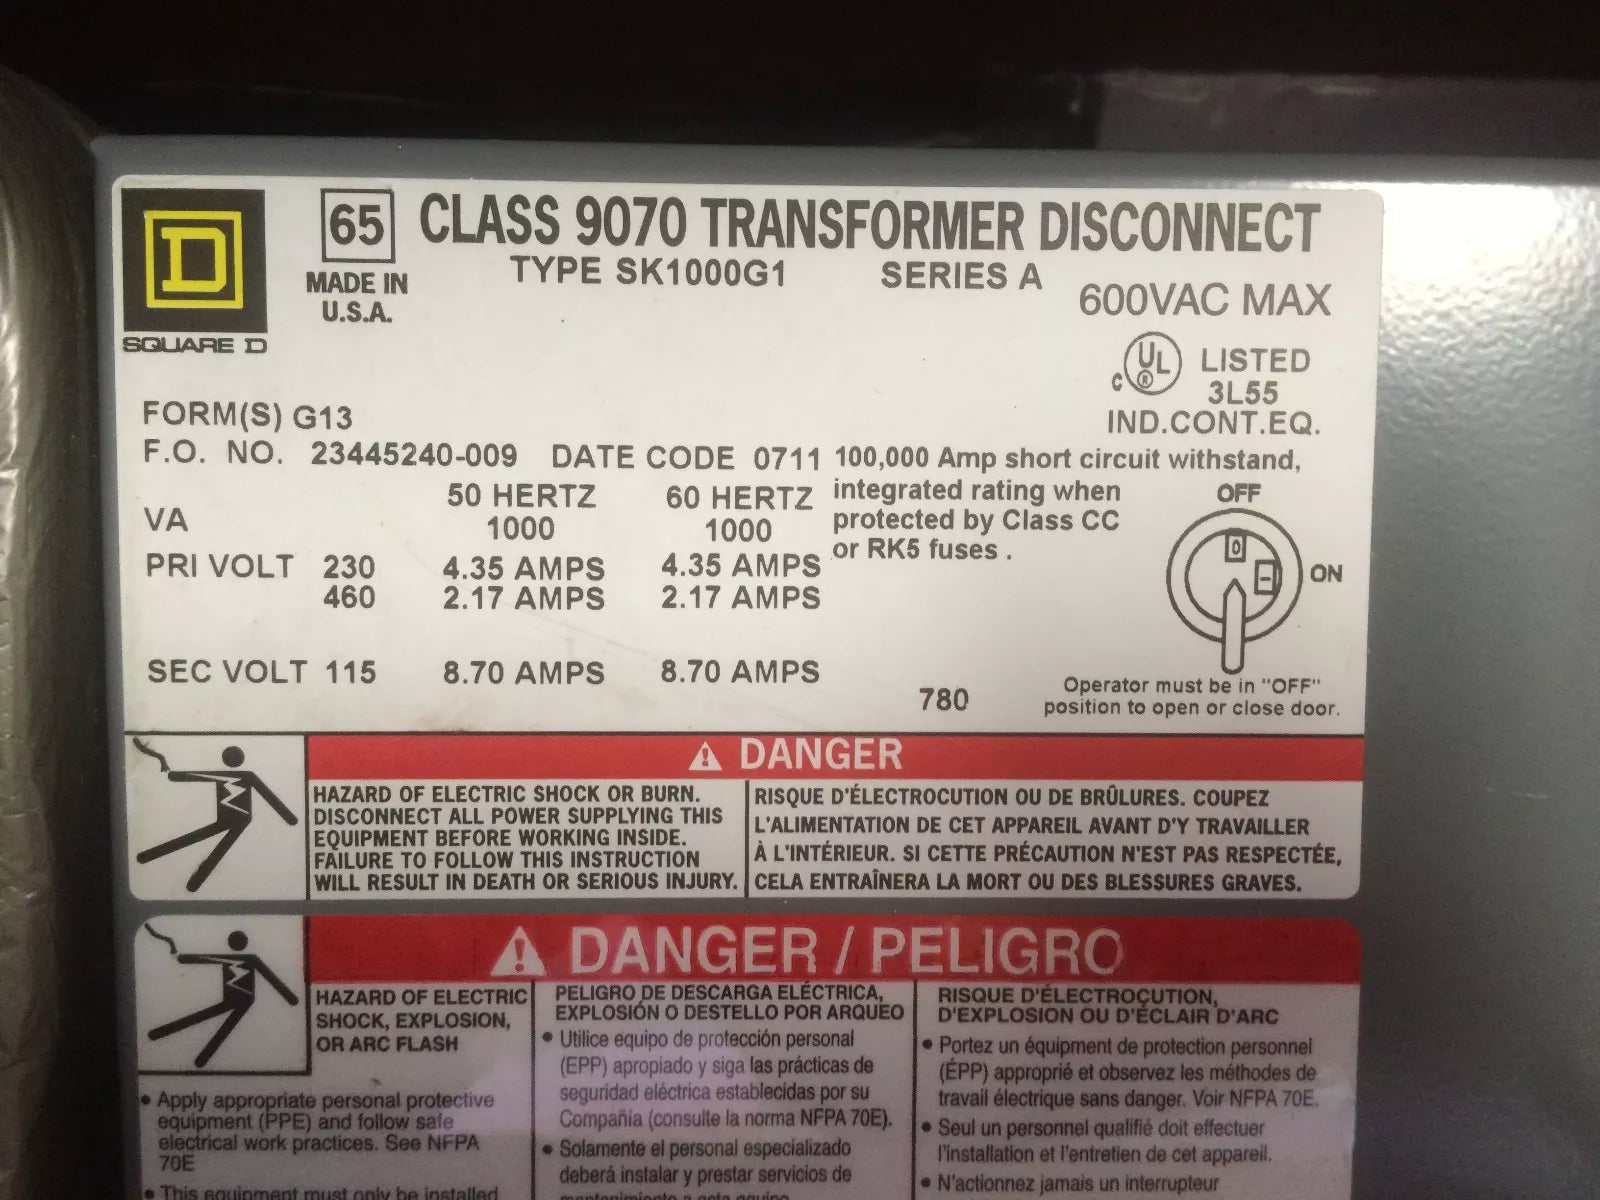 D
SQUARE D
65
MADE IN
U.S.A.
CLASS 9070 TRANSFORMER DISCONNECT
TYPE SK1000G1 SERIES A
600VAC MAX
C UL ® LISTED
3L55
IND.CONT.EQ.
FORM(S) G13
F.O. NO. 23445240-009 DATE CODE 0711
100,000 Amp short circuit withstand,
integrated rating when
protected by Class CC
or RK5 fuses .
50 HERTZ 60 HERTZ
VA 1000 1000
PRI VOLT 230 4.35 AMPS 4.35 AMPS
460 2.17 AMPS 2.17 AMPS
SEC VOLT 115 8.70 AMPS 8.70 AMPS
780
OFF
0
ON
Operator must be in "OFF"
position to open or close door.
DANGER
HAZARD OF ELECTRIC SHOCK OR BURN.
DISCONNECT ALL POWER SUPPLYING THIS
EQUIPMENT BEFORE WORKING INSIDE.
FAILURE TO FOLLOW THIS INSTRUCTION
WILL RESULT IN DEATH OR SERIOUS INJURY.
RISQUE D'ÉLECTROCUTION OU DE BRÛLURES. COUPEZ
L'ALIMENTATION DE CET APPAREIL AVANT D'Y TRAVAILLER
À L'INTÉRIEUR. SI CETTE PRÉCAUTION N'EST PAS RESPECTÉE,
CELA ENTRAÎNERA LA MORT OU DES BLESSURES GRAVES.
DANGER / PELIGRO
HAZARD OF ELECTRIC
SHOCK, EXPLOSION,
OR ARC FLASH
• Apply appropriate personal protective
equipment (PPE) and follow safe
electrical work practices. See NFPA
70E
• This equipment must only be installed
PELIGRO DE DESCARGA ELÉCTRICA,
EXPLOSIÓN O DESTELLO POR ARQUEO
• Utilice equipo de protección personal
(EPP) apropiado y siga las prácticas de
seguridad eléctrica establecidas por su
Compañía (consulte la norma NFPA 70E).
• Solamente el personal especializado
deberá instalar y prestar servicios de
mantenimiento a este equipo
RISQUE D'ÉLECTROCUTION,
D'EXPLOSION OU D'ÉCLAIR D'ARC
• Portez un équipment de protection personnel
(ÉPP) approprié et observez les méthodes de
travail électrique sans danger. Voir NFPA 70E.
• Seul un personnel qualifié doit effectuer
l'installation et l'entretien de cet appareil.
• N'actionnez jamais un interrupteur